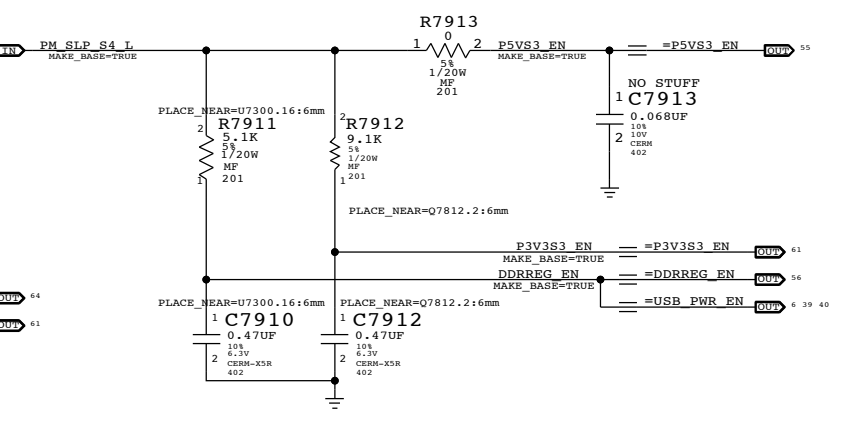 R7913
0
IN PM_SLP_S4_L 1 2 P5VS3_EN =P5VS3_EN OUT 55
MAKE_BASE=TRUE 5% MAKE_BASE=TRUE
1/20W
MF
201
NO STUFF
1 C7913
0.068UF
10%
2 10V
CERM
402
PLACE_NEAR=U7300.16:6mm
2 R7911
5.1K
5%
1/20W
MF
1 201
2 R7912
9.1K
5%
1/20W
MF
1 201
PLACE_NEAR=Q7812.2:6mm
P3V3S3_EN =P3V3S3_EN OUT 61
MAKE_BASE=TRUE
DDRREG_EN =DDRREG_EN OUT 56
MAKE_BASE=TRUE
=USB_PWR_EN OUT 6 39 40
OUT 64
OUT 61
PLACE_NEAR=U7300.16:6mm PLACE_NEAR=Q7812.2:6mm
1 C7910
0.47UF
10%
2 6.3V
CERM-X5R
402
1 C7912
0.47UF
10%
2 6.3V
CERM-X5R
402